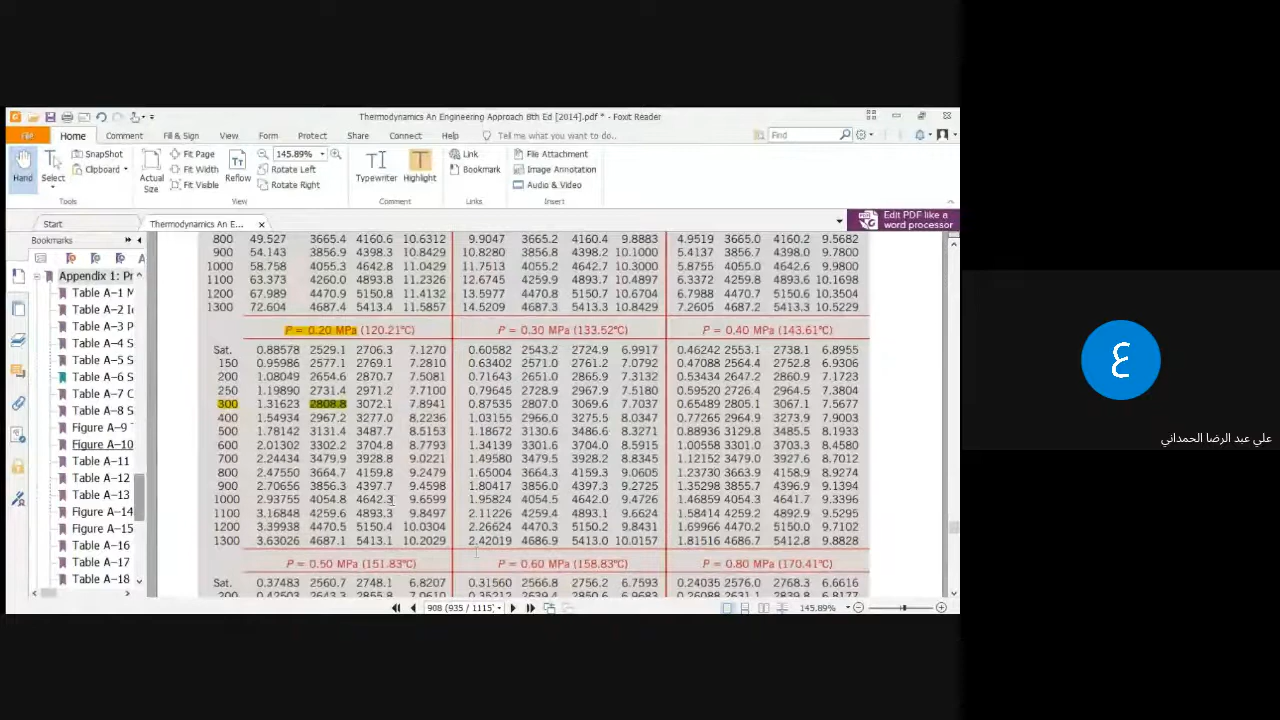 Thermodynamics An Engineering Approach 8th Ed [2014].pdf * - Foxit Reader
File Home Comment Fill & Sign View Form Protect Share Connect Help Tell me what you want to do.. Find
Hand
Select
SnapShot
Clipboard
Tools
Actual Size
Fit Page
Fit Width
Fit Visible
Reflow
145.89%
Rotate Left
Rotate Right
View
Typewriter
Highlight
Comment
Link
Bookmark
Links
File Attachment
Image Annotation
Audio & Video
Insert
Start
Thermodynamics An E...
Edit PDF like a word processor
Bookmarks
Appendix 1: Pr
Table A–1 M
Table A–2 Ic
Table A–3 P
Table A–4 S
Table A–5 S
Table A–6 S
Table A–7 C
Table A–8 S
Figure A–9 T
Figure A–10
Table A–11
Table A–12
Table A–13
Figure A–14
Figure A–15
Table A–16
Table A–17
Table A–18
800 49.527 3665.4 4160.6 10.6312 9.9047 3665.2 4160.4 9.8883 4.9519 3665.0 4160.2 9.5682
900 54.143 3856.9 4398.3 10.8429 10.8280 3856.8 4398.2 10.1000 5.4137 3856.7 4398.0 9.7800
1000 58.758 4055.3 4642.8 11.0429 11.7513 4055.2 4642.7 10.3000 5.8755 4055.0 4642.6 9.9800
1100 63.373 4260.0 4893.8 11.2326 12.6745 4259.9 4893.7 10.4897 6.3372 4259.8 4893.6 10.1698
1200 67.989 4470.9 5150.8 11.4132 13.5977 4470.8 5150.7 10.6704 6.7988 4470.7 5150.6 10.3504
1300 72.604 4687.4 5413.4 11.5857 14.5209 4687.3 5413.3 10.8429 7.2605 4687.2 5413.3 10.5229
P = 0.20 MPa (120.21°C) P = 0.30 MPa (133.52°C) P = 0.40 MPa (143.61°C)
Sat. 0.88578 2529.1 2706.3 7.1270 0.60582 2543.2 2724.9 6.9917 0.46242 2553.1 2738.1 6.8955
150 0.95986 2577.1 2769.1 7.2810 0.63402 2571.0 2761.2 7.0792 0.47088 2564.4 2752.8 6.9306
200 1.08049 2654.6 2870.7 7.5081 0.71643 2651.0 2865.9 7.3132 0.53434 2647.2 2860.9 7.1723
250 1.19890 2731.4 2971.2 7.7100 0.79645 2728.9 2967.9 7.5180 0.59520 2726.4 2964.5 7.3804
300 1.31623 2808.8 3072.1 7.8941 0.87535 2807.0 3069.6 7.7037 0.65489 2805.1 3067.1 7.5677
400 1.54934 2967.2 3277.0 8.2236 1.03155 2966.0 3275.5 8.0347 0.77265 2964.9 3273.9 7.9003
500 1.78142 3131.4 3487.7 8.5153 1.18672 3130.6 3486.6 8.3271 0.88936 3129.8 3485.5 8.1933
600 2.01302 3302.2 3704.8 8.7793 1.34139 3301.6 3704.0 8.5915 1.00558 3301.0 3703.3 8.4580
700 2.24434 3479.9 3928.8 9.0221 1.49580 3479.5 3928.2 8.8345 1.12152 3479.0 3927.6 8.7012
800 2.47550 3664.7 4159.8 9.2479 1.65004 3664.3 4159.3 9.0605 1.23730 3663.9 4158.9 8.9274
900 2.70656 3856.3 4397.7 9.4598 1.80417 3856.0 4397.3 9.2725 1.35298 3855.7 4396.9 9.1394
1000 2.93755 4054.8 4642.3 9.6599 1.95824 4054.5 4642.0 9.4726 1.46859 4054.3 4641.7 9.3396
1100 3.16848 4259.6 4893.3 9.8497 2.11226 4259.4 4893.1 9.6624 1.58414 4259.2 4892.9 9.5295
1200 3.39938 4470.5 5150.4 10.0304 2.26624 4470.3 5150.2 9.8431 1.69966 4470.2 5150.0 9.7102
1300 3.63026 4687.1 5413.1 10.2029 2.42019 4686.9 5413.0 10.0157 1.81516 4686.7 5412.8 9.8828
P = 0.50 MPa (151.83°C) P = 0.60 MPa (158.83°C) P = 0.80 MPa (170.41°C)
Sat. 0.37483 2560.7 2748.1 6.8207 0.31560 2566.8 2756.2 6.7593 0.24035 2576.0 2768.3 6.6616
200 0.42503 2643.3 2855.8 7.0610 0.35212 2639.4 2850.6 6.9683 0.26088 2631.1 2839.8 6.8177
908 (935 / 1115)
145.89%
ع
علي عبد الرضا الحمداني